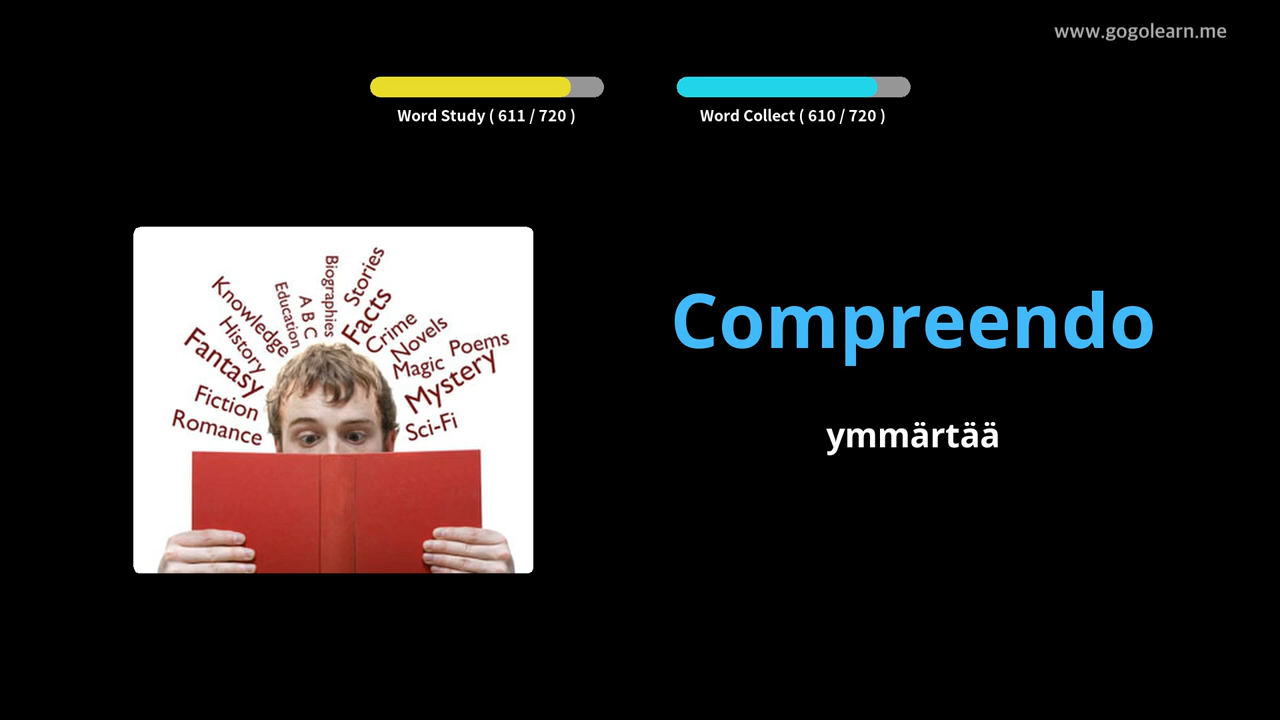 www.gogolearn.me
Word Study ( 611 / 720 )
Word Collect ( 610 / 720 )
Knowledge
Education
A B C
Biographies
Stories
Facts
History
Crime
Novels
Fantasy
Magic
Poems
Mystery
Fiction
Romance
Sci-Fi
Compreendo
ymmärtää